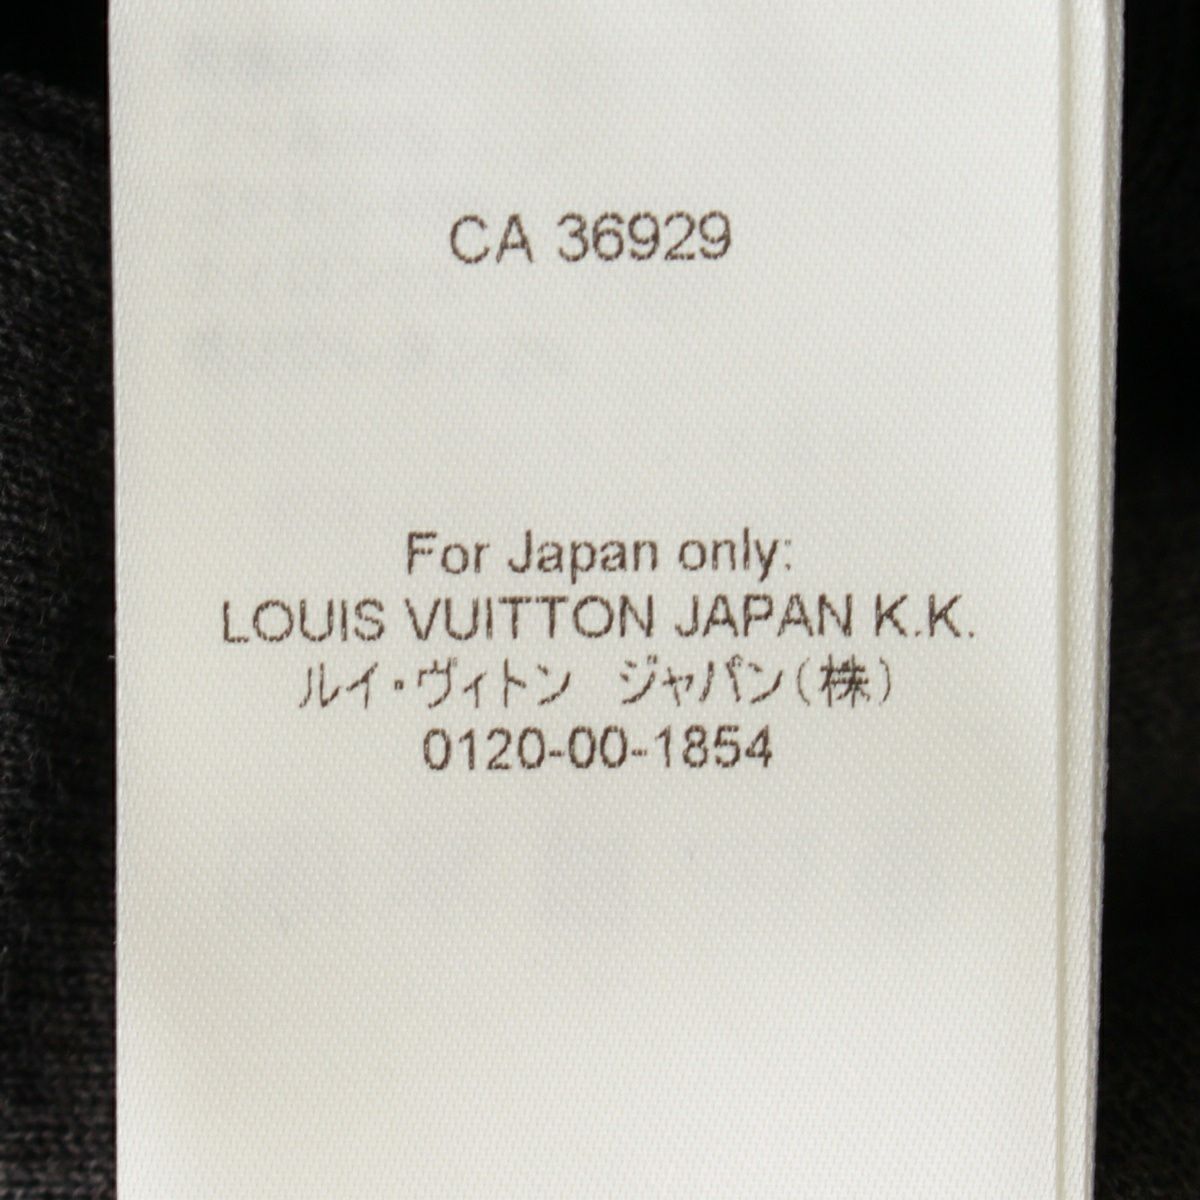 CA 36929
For Japan only:
LOUIS VUITTON JAPAN K.K.
ルイ・ヴィトン　ジャパン(株)
0120-00-1854